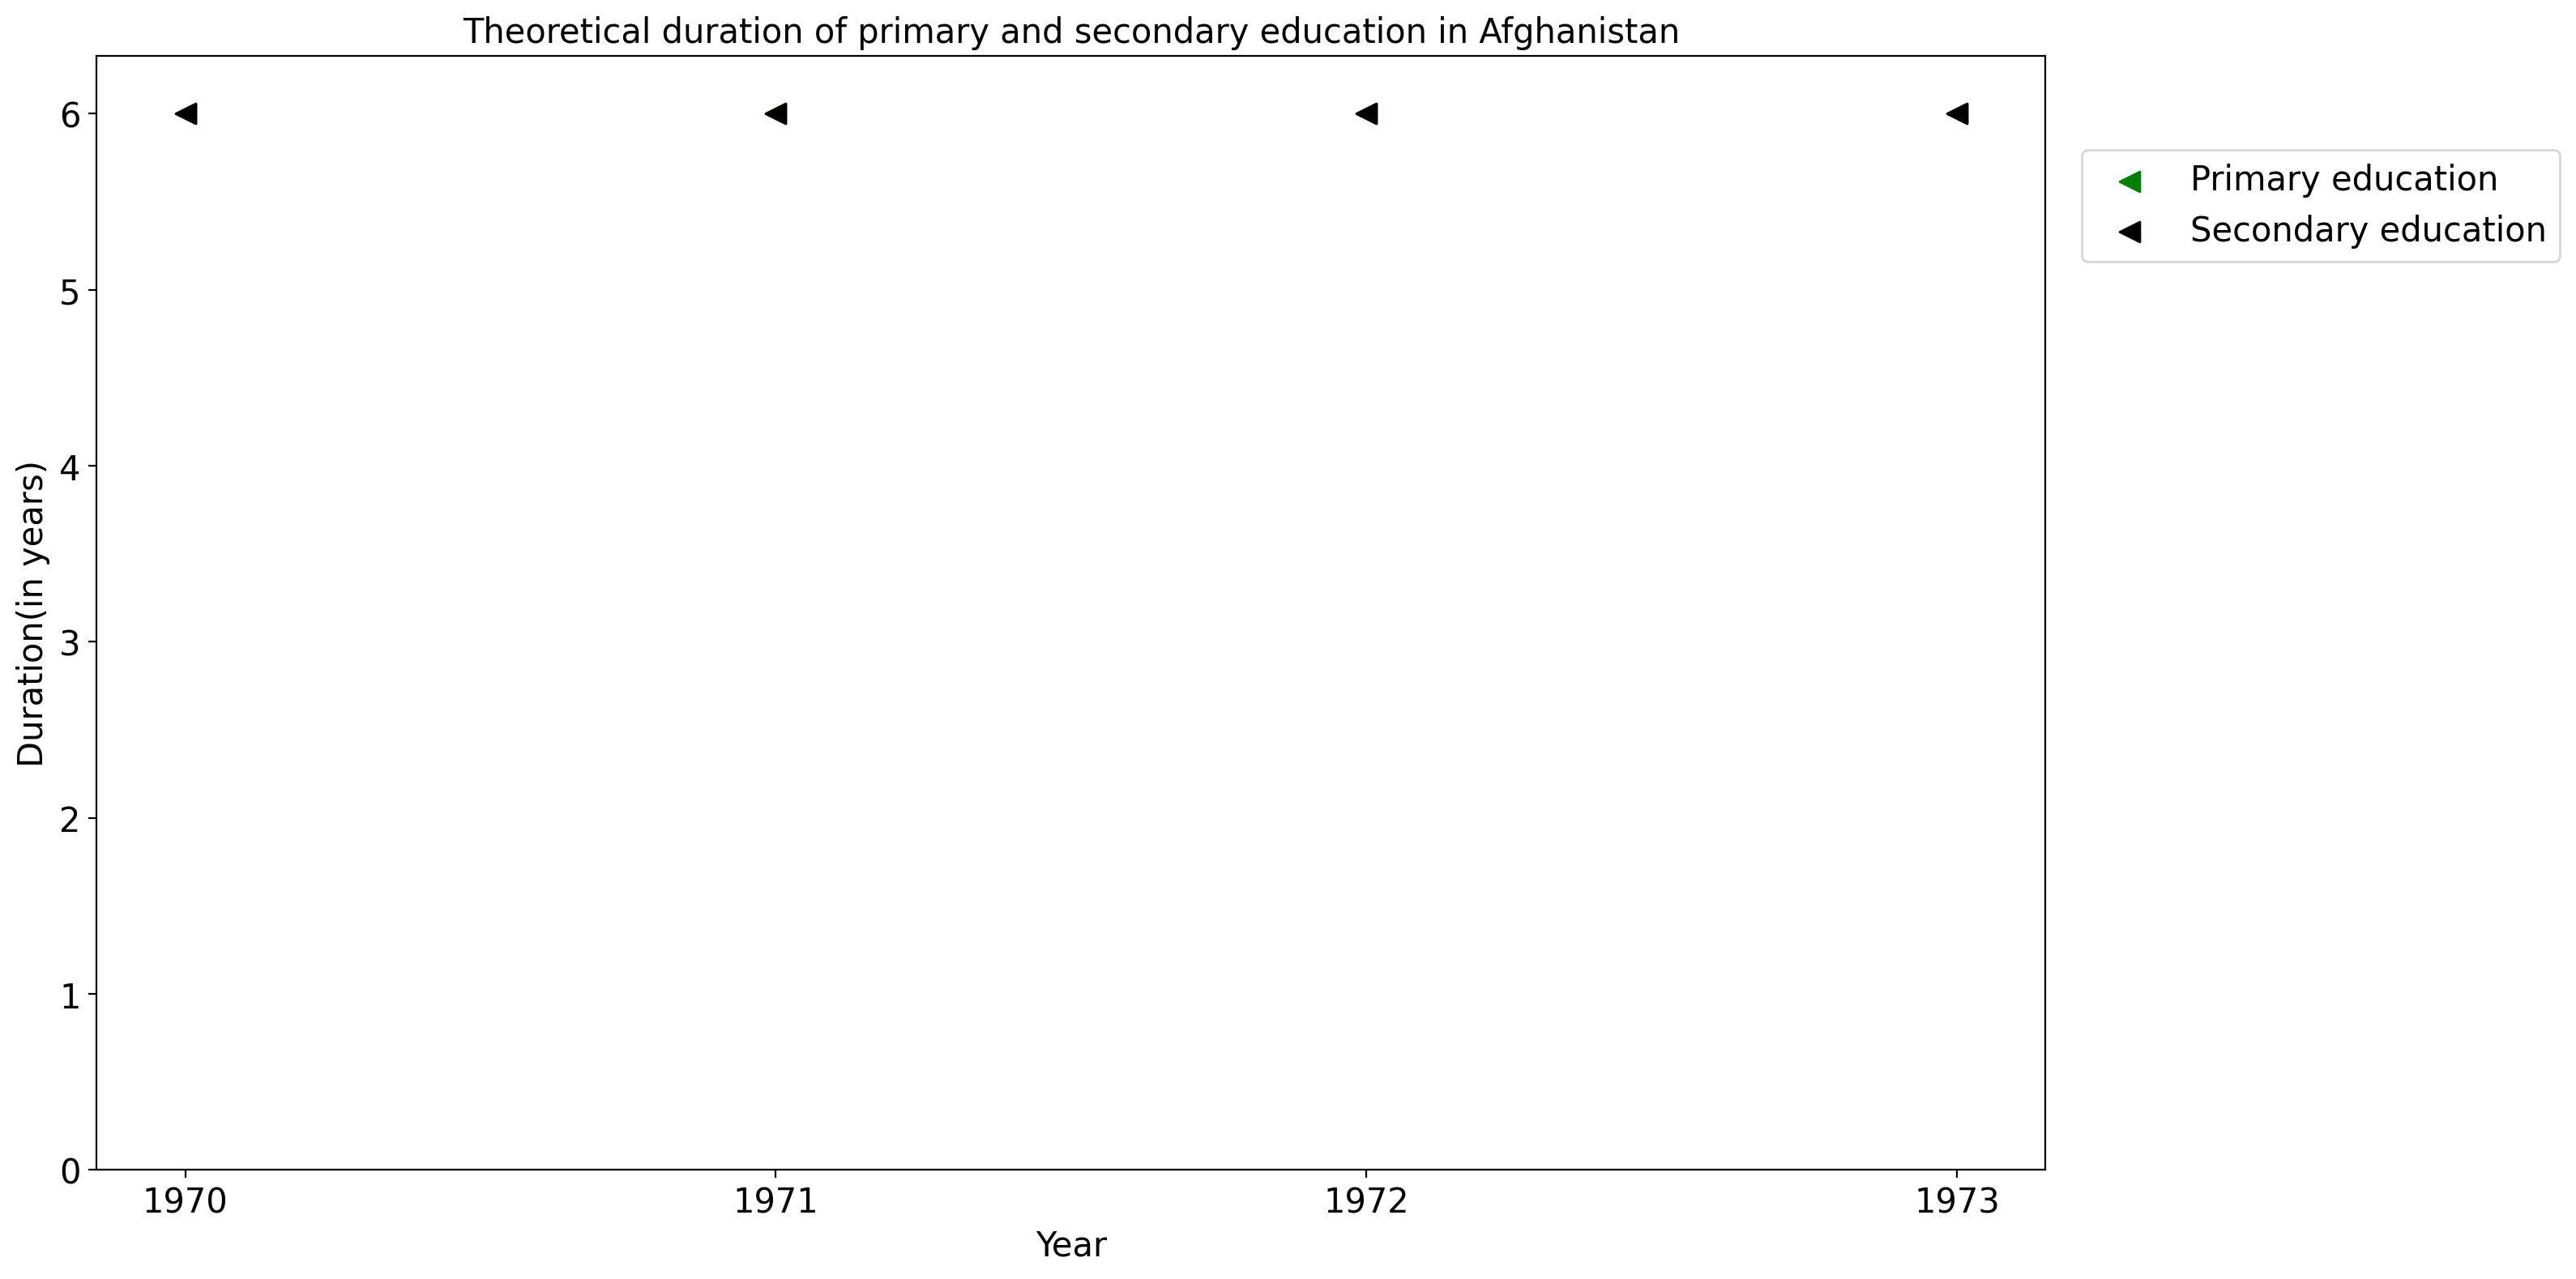 Theoretical duration of primary and secondary education in Afghanistan
Duration(in years)
6
5
4
3
2
1
0
1970 1971 1972 1973
Year
Primary education
Secondary education